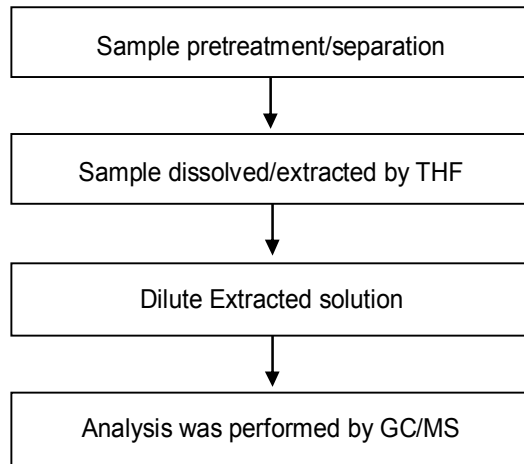 Sample pretreatment/separation
Sample dissolved/extracted by THF
Dilute Extracted solution
Analysis was performed by GC/MS